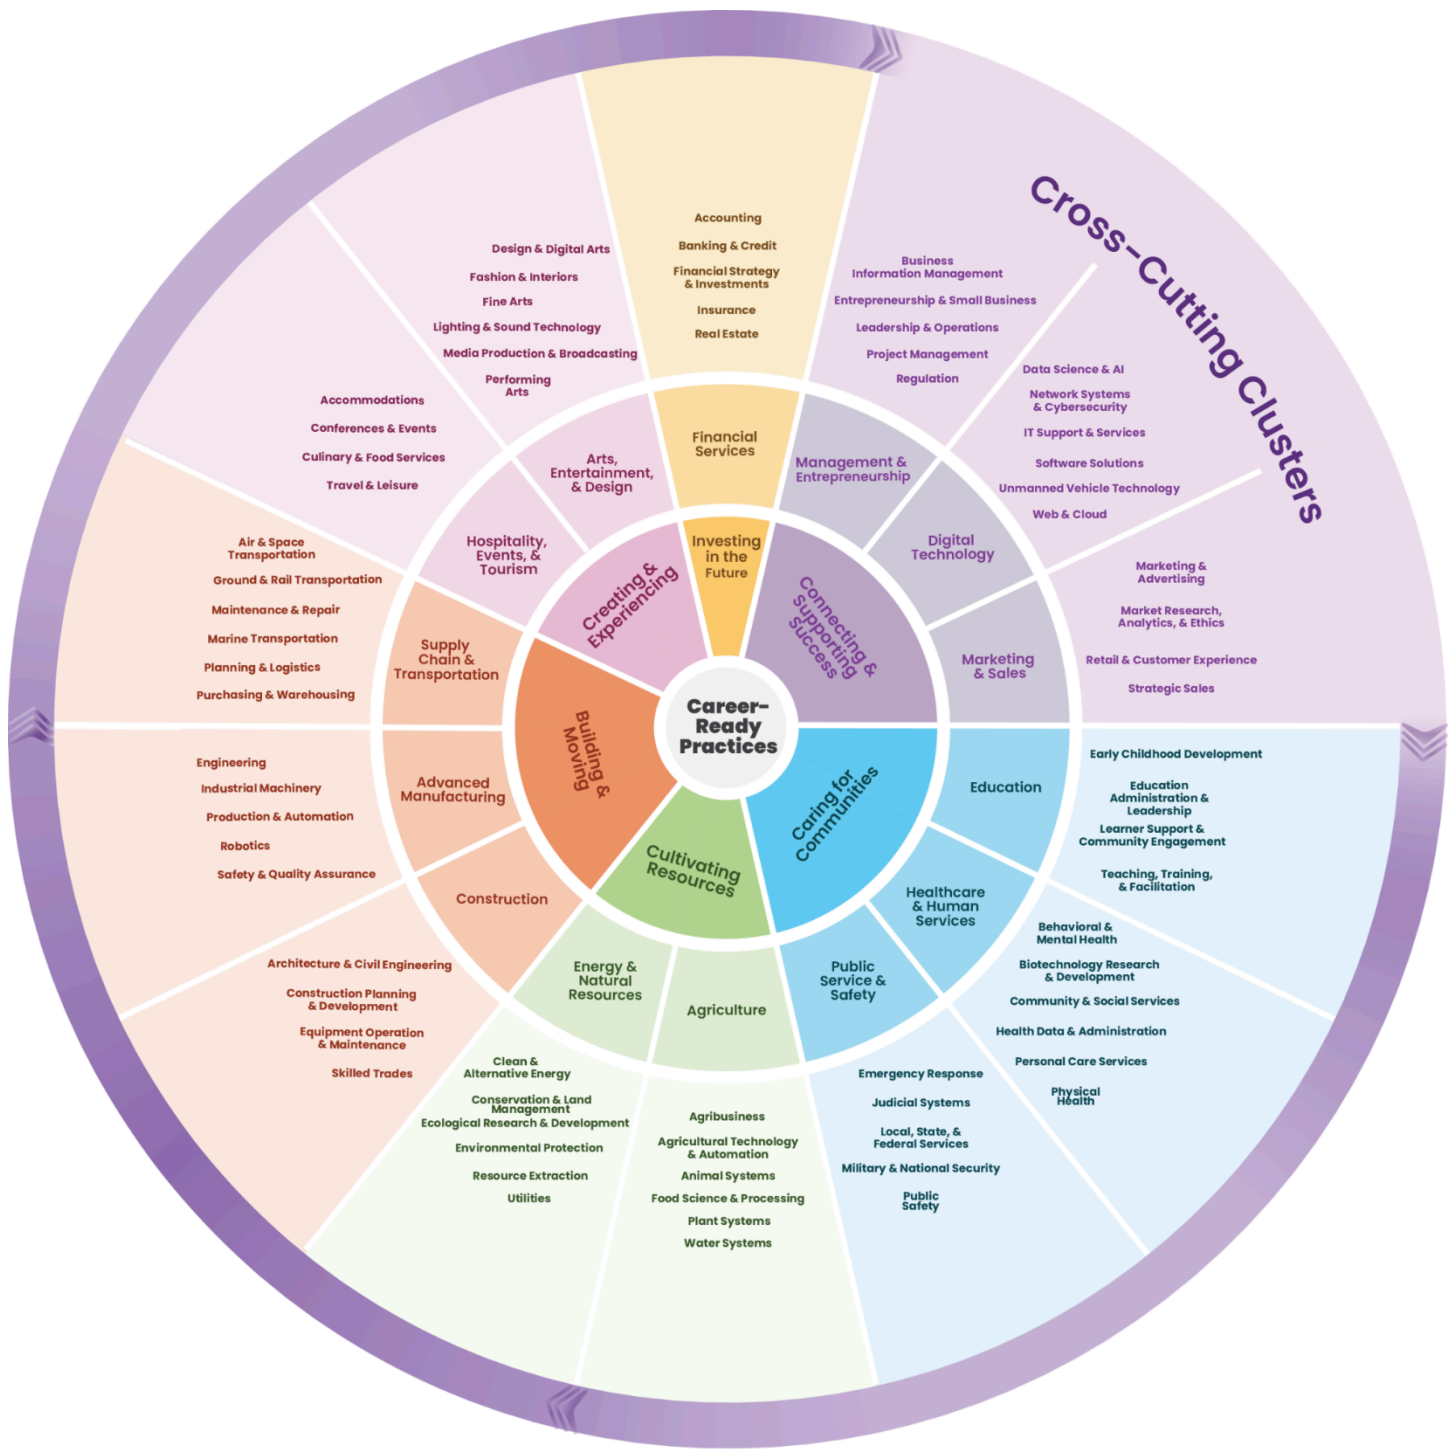 Career-
Ready
Practices
Investing
in the
Future
Financial
Services
Accounting
Banking & Credit
Financial Strategy
& Investments
Insurance
Real Estate
Cross-Cutting Clusters
Connecting &
Supporting
Success
Management &
Entrepreneurship
Business
Information Management
Entrepreneurship & Small Business
Leadership & Operations
Project Management
Regulation
Digital
Technology
Data Science & AI
Network Systems
& Cybersecurity
IT Support & Services
Software Solutions
Unmanned Vehicle Technology
Web & Cloud
Marketing
& Sales
Marketing &
Advertising
Market Research,
Analytics, & Ethics
Retail & Customer Experience
Strategic Sales
Caring for
Communities
Education
Early Childhood Development
Education
Administration &
Leadership
Learner Support &
Community Engagement
Teaching, Training,
& Facilitation
Healthcare
& Human
Services
Behavioral &
Mental Health
Biotechnology Research
& Development
Community & Social Services
Health Data & Administration
Personal Care Services
Physical
Health
Public
Service &
Safety
Emergency Response
Judicial Systems
Local, State, &
Federal Services
Military & National Security
Public
Safety
Cultivating
Resources
Agriculture
Agribusiness
Agricultural Technology
& Automation
Animal Systems
Food Science & Processing
Plant Systems
Water Systems
Energy &
Natural
Resources
Clean &
Alternative Energy
Conservation & Land
Management
Ecological Research & Development
Environmental Protection
Resource Extraction
Utilities
Building &
Moving
Construction
Architecture & Civil Engineering
Construction Planning
& Development
Equipment Operation
& Maintenance
Skilled Trades
Advanced
Manufacturing
Engineering
Industrial Machinery
Production & Automation
Robotics
Safety & Quality Assurance
Supply
Chain &
Transportation
Air & Space
Transportation
Ground & Rail Transportation
Maintenance & Repair
Marine Transportation
Planning & Logistics
Purchasing & Warehousing
Creating &
Experiencing
Hospitality,
Events, &
Tourism
Accommodations
Conferences & Events
Culinary & Food Services
Travel & Leisure
Arts,
Entertainment,
& Design
Design & Digital Arts
Fashion & Interiors
Fine Arts
Lighting & Sound Technology
Media Production & Broadcasting
Performing
Arts